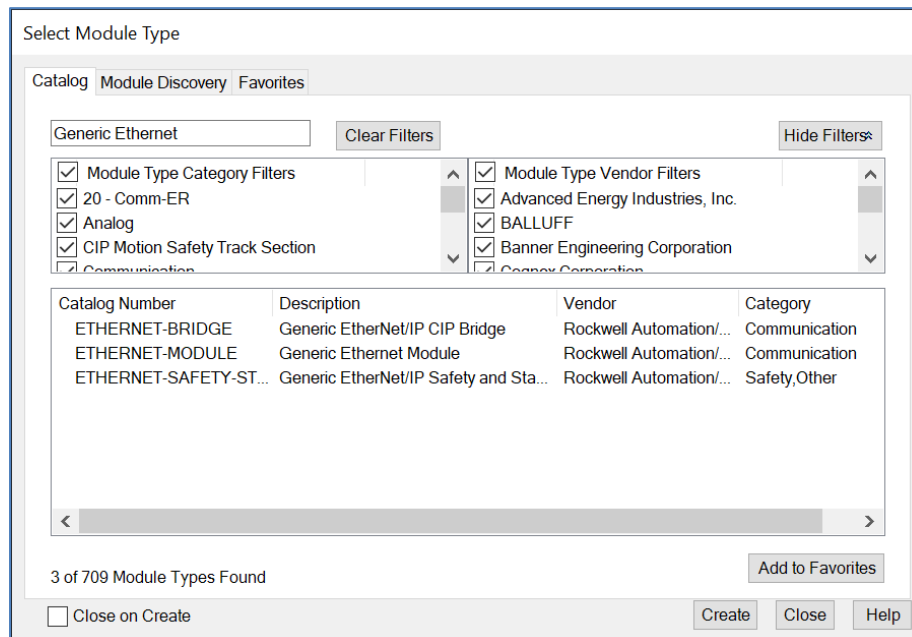 Select Module Type
Catalog Module Discovery Favorites
Generic Ethernet Clear Filters Hide Filters
Module Type Category Filters Module Type Vendor Filters
20 - Comm-ER Advanced Energy Industries, Inc.
Analog BALLUFF
CIP Motion Safety Track Section Banner Engineering Corporation
Communication Cognex Corporation
Catalog Number Description Vendor Category
ETHERNET-BRIDGE Generic EtherNet/IP CIP Bridge Rockwell Automation/... Communication
ETHERNET-MODULE Generic Ethernet Module Rockwell Automation/... Communication
ETHERNET-SAFETY-ST... Generic EtherNet/IP Safety and Sta... Rockwell Automation/... Safety,Other
3 of 709 Module Types Found Add to Favorites
Close on Create Create Close Help